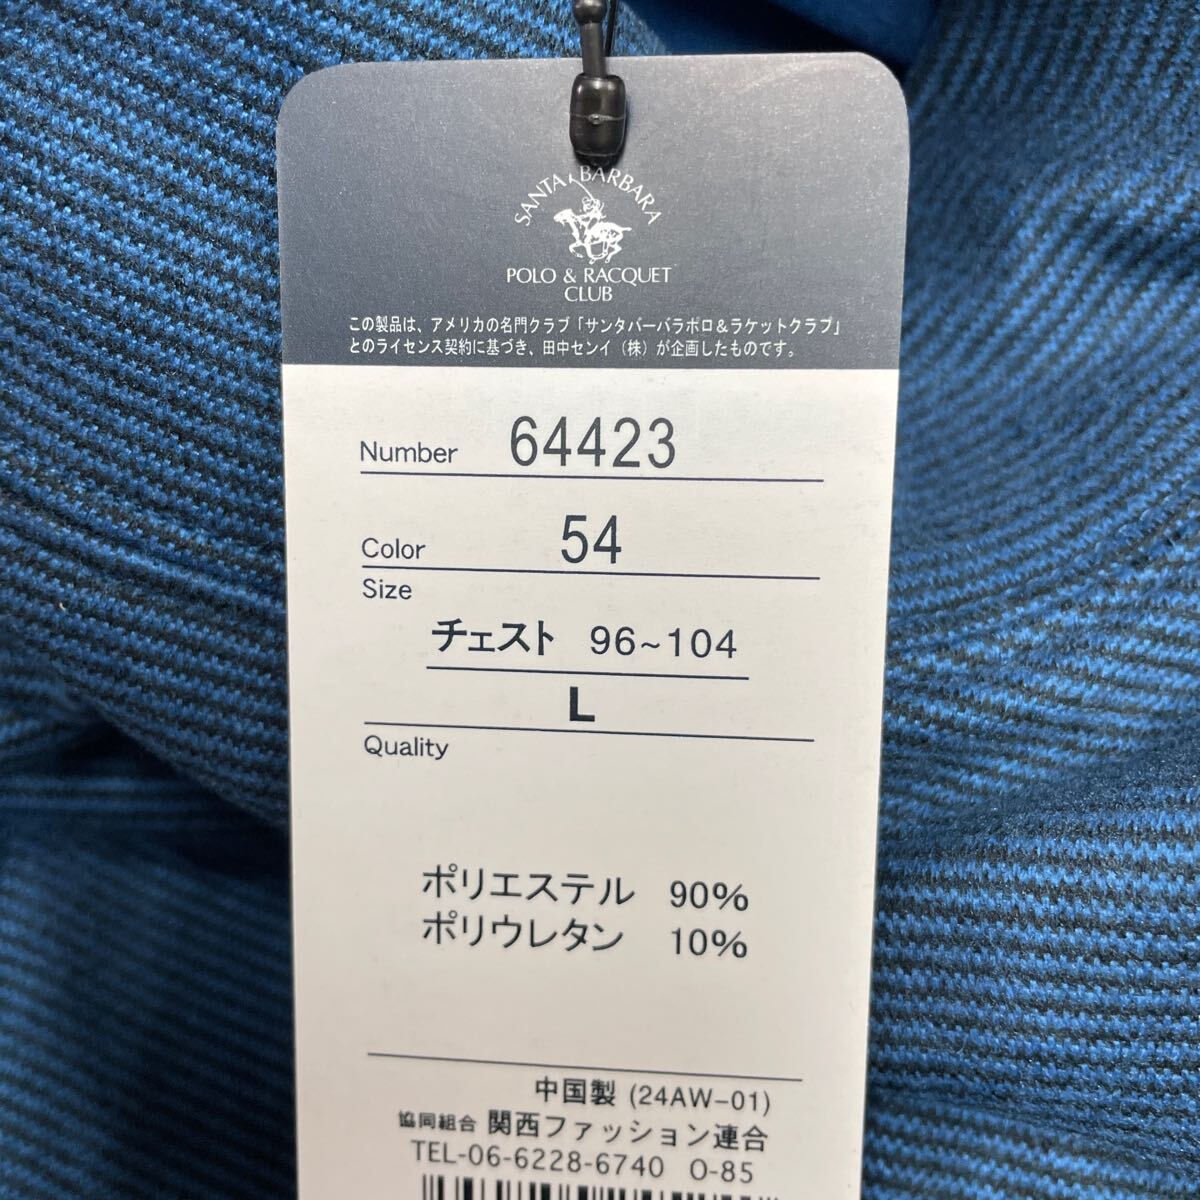 SANTA BARBARA
POLO & RACQUET
CLUB
この製品は、アメリカの名門クラブ「サンタバーバラポロ＆ラケットクラブ」
とのライセンス契約に基づき、田中センイ（株）が企画したものです。
Number 64423
Color 54
Size
チェスト 96~104
L
Quality
ポリエステル 90%
ポリウレタン 10%
中国製 (24AW-01)
協同組合 関西ファッション連合
TEL-06-6228-6740 O-85